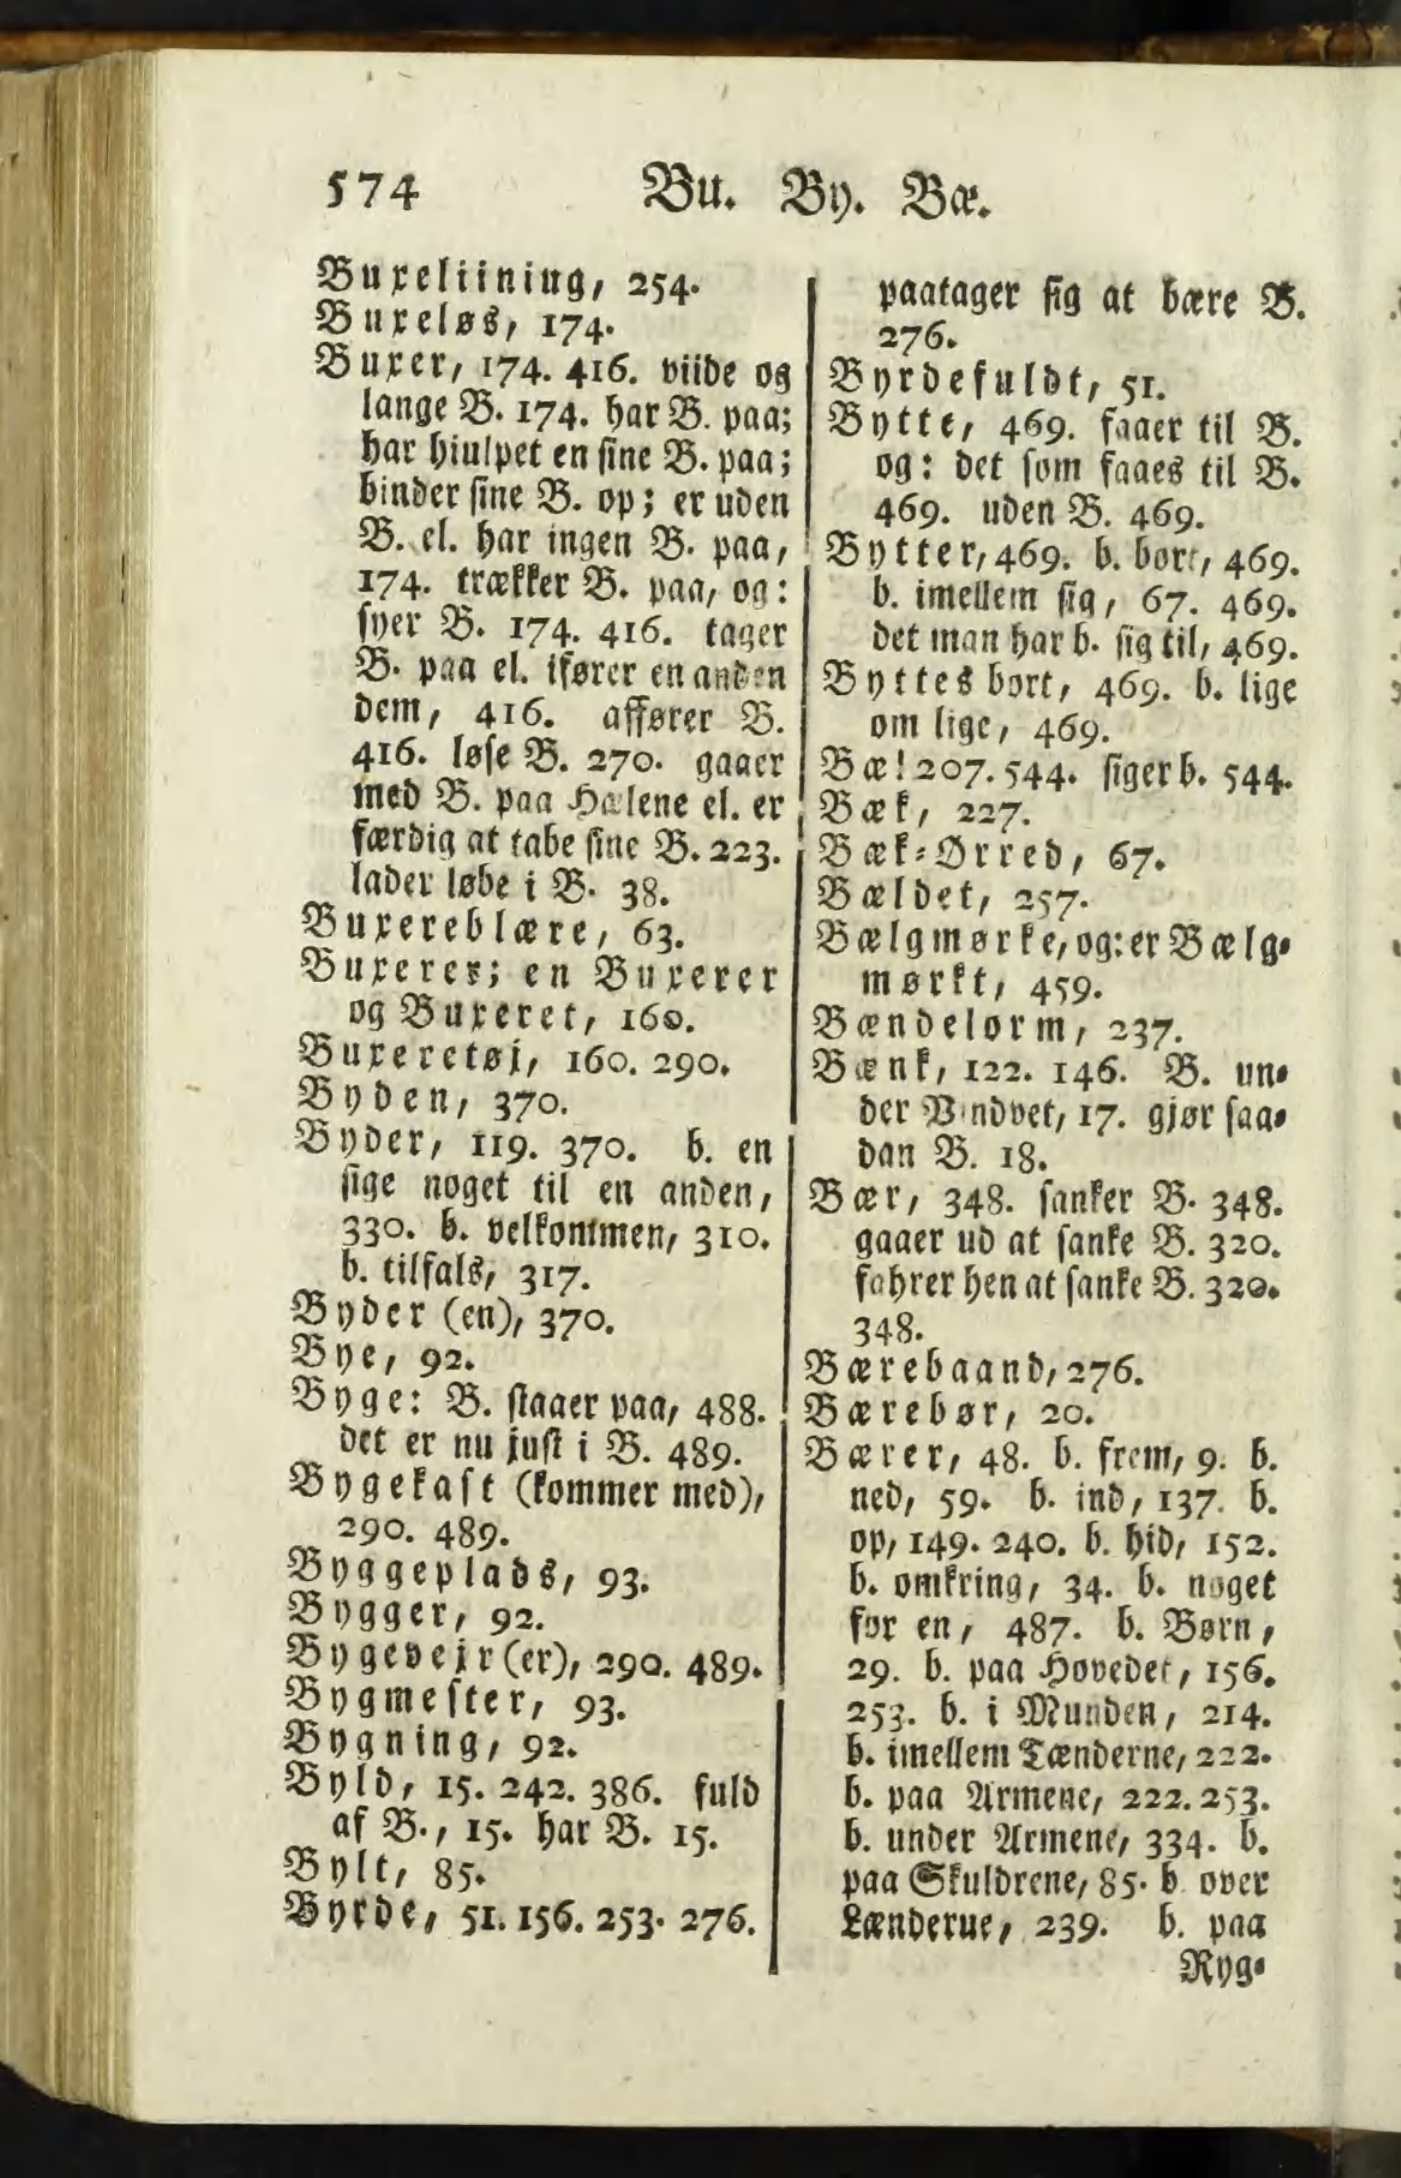 574 Bu. By. Bæ.
Buxeliining, 254.
Buxeløs, 174.
Buxer, 174. 416. viide og
lange B. 174. har B. paa;
har hiulpet en sine B. paa;
binder sine B. op; er uden
B. el. har ingen B. paa,
174. trækker B. paa, og:
syer B. 174. 416. tager
B. paa el. ifører en anden
dem, 416. affører B.
416. løse B. 270. gaaer
med B. paa Hælene el. er
færdig at tabe sine B. 223.
lader løbe i B. 38.
Buxereblære, 63.
Buxerer; en Buxerer
og Buxeret, 160.
Buxeretøj, 160. 290.
Byden, 370.
Byder, 119. 370. b. en
sige noget til en anden,
330. b. velkommen, 310.
b. tilfals, 317.
Byder (en), 370.
Bye, 92.
Byge: B. staaer paa, 488.
det er nu just i B. 489.
Bygekast (kommer med),
290. 489.
Byggeplads, 93.
Bygger, 92.
Bygevejr (er), 290. 489.
Bygmester, 93.
Bygning, 92.
Byld, 15. 242. 386. fuld
af B., 15. har B. 15.
Bylt, 85.
Byrde, 51. 156. 253. 276.
paatager sig at bære B.
276.
Byrdefuldt, 51.
Bytte, 469. faaer til B.
og: det som faaes til B.
469. uden B. 469.
Bytter, 469. b. bort, 469.
b. imellem sig, 67. 469.
det man har b. sig til, 469.
Byttes bort, 469. b. lige
om lige, 469.
Bæ! 207. 544. siger b. 544.
Bæk, 227.
Bæk-Ørred, 67.
Bældet, 257.
Bælgmørke, og: er Bælg-
mørkt, 459.
Bændelorm, 237.
Bænk, 122. 146. B. un-
der Vindvet, 17. gjør saa-
dan B. 18.
Bær, 348. sanker B. 348.
gaaer ud at sanke B. 320.
fahrer hen at sanke B. 320.
348.
Bærebaand, 276.
Bærebør, 20.
Bærer, 48. b. frem, 9. b.
ned, 59. b. ind, 137. b.
op, 149. 240. b. hid, 152.
b. omkring, 34. b. noget
for en, 487. b. Børn,
29. b. paa Hovedet, 156.
253. b. i Munden, 214.
b. imellem Tænderne, 222.
b. paa Armene, 222. 253.
b. under Armene, 334. b.
paa Skuldrene, 85. b over
Lænderue, 239. b. paa
Ryg-